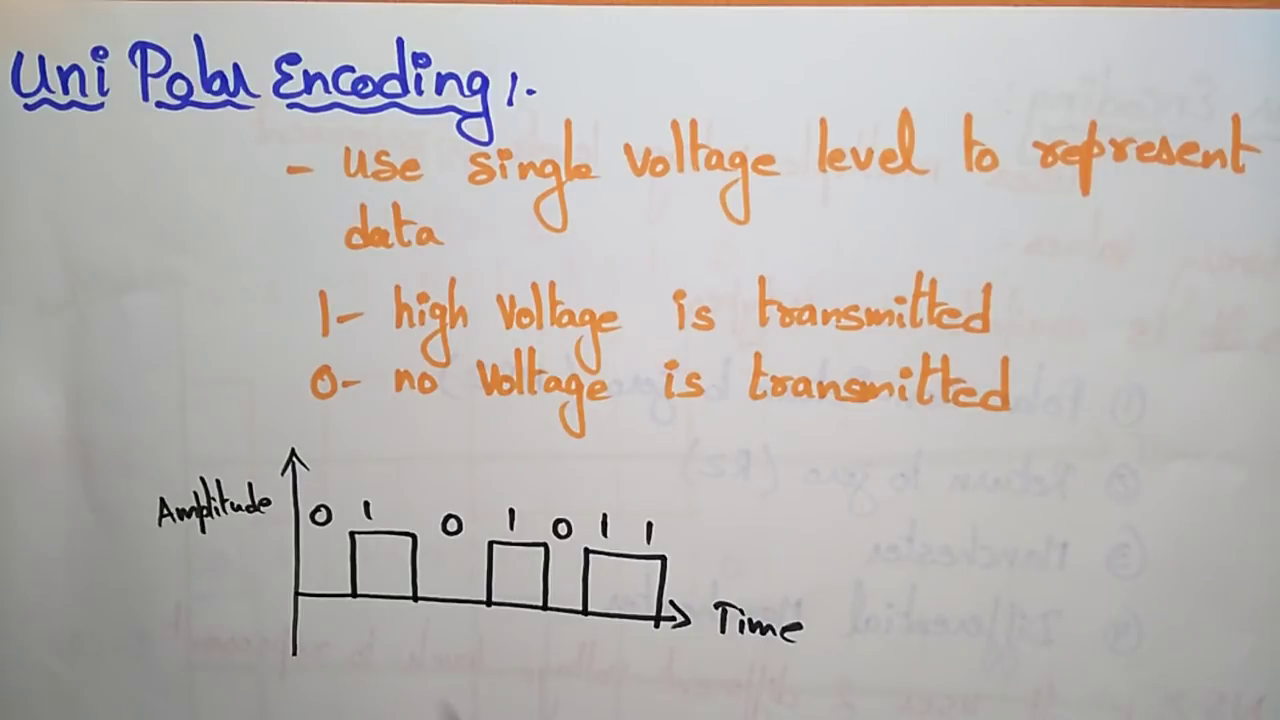 Uni Polar Encoding :-
- use single voltage level to represent
data
1- high voltage is transmitted
0- no voltage is transmitted
Amplitude
0 1 0 1 0 1 1
Time